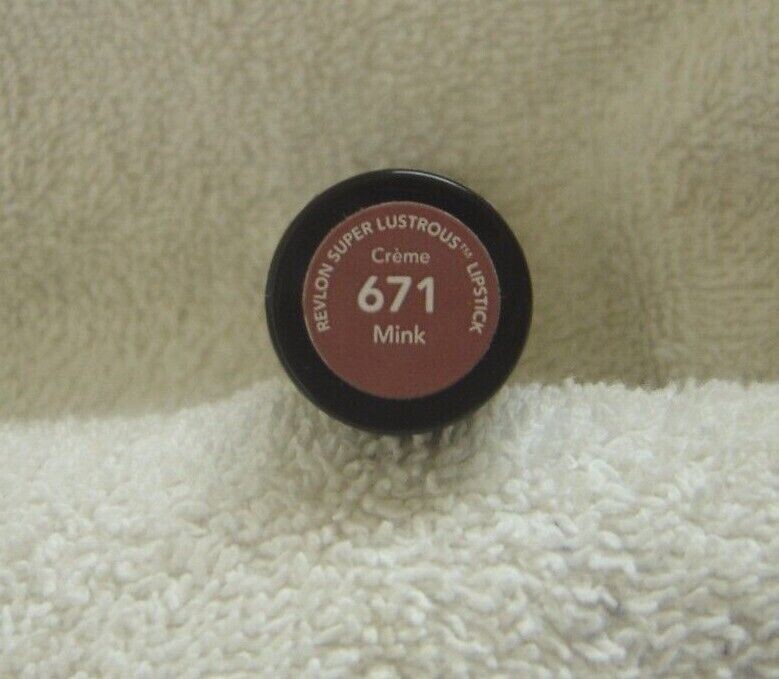 REVLON SUPER LUSTROUS™ LIPSTICK
Crème
671
Mink